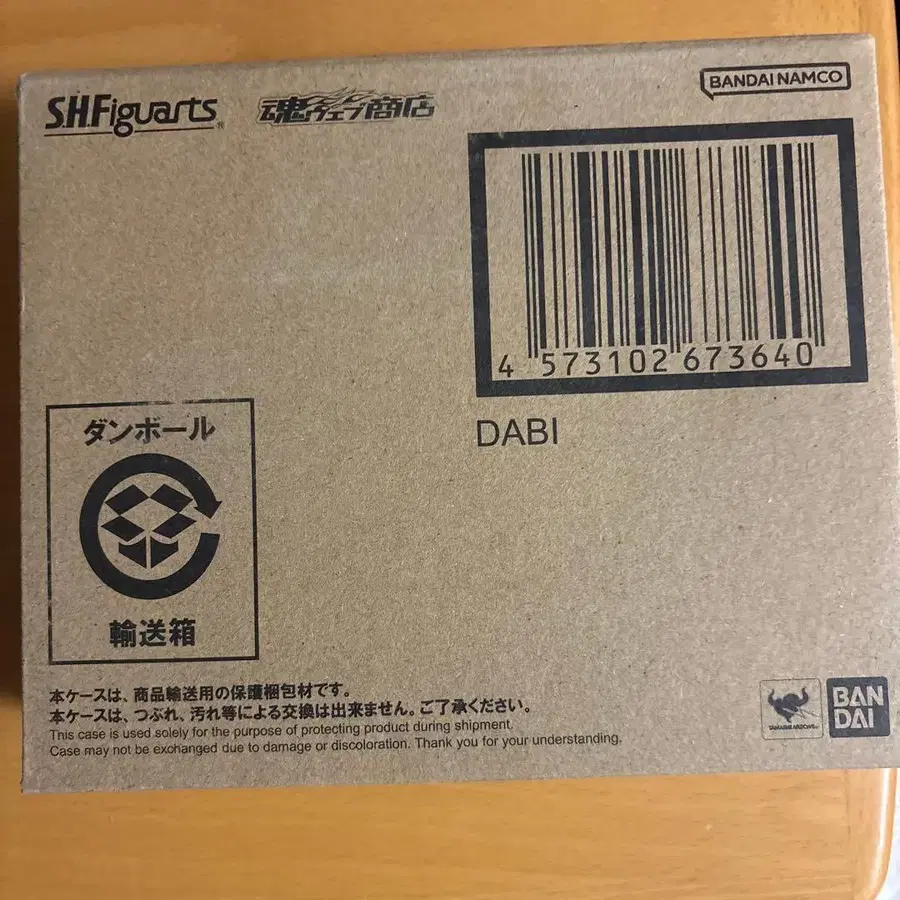 S.H.Figuarts
魂ウェブ商店
BANDAI NAMCO
4 573102 673640
DABI
ダンボール
輸送箱
本ケースは、商品輸送用の保護梱包材です。
本ケースは、つぶれ、汚れ等による交換は出来ません。ご了承ください。
This case is used solely for the purpose of protecting product during shipment.
Case may not be exohanged due to damage or discoloration. Thank you for your understanding.
BAN
DAI